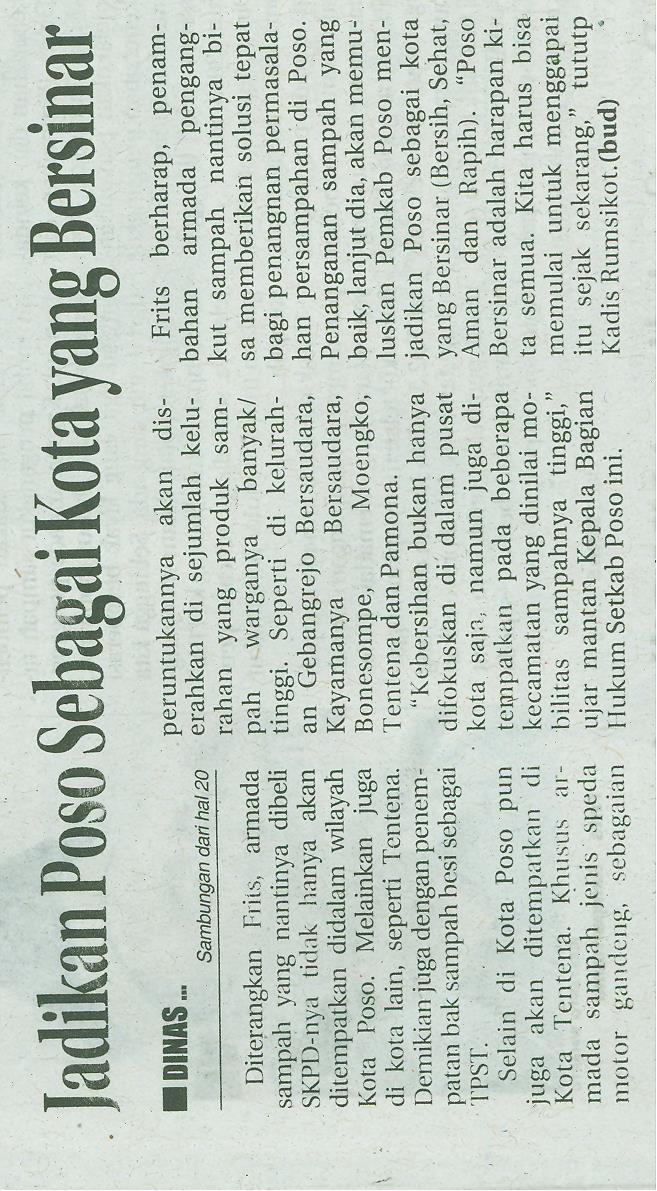 Jadikan Poso Sebagai Kota yang Bersinar
DINAS ...
Sambungan dari hal 20
Diterangkan Frits, armada
sampah yang nantinya dibeli
SKPD-nya tidak hanya akan
ditempatkan didalam wilayah
Kota Poso. Melainkan juga
di kota lain, seperti Tentena.
Demikian juga dengan penem-
patan bak sampah besi sebagai
TPST.
Selain di Kota Poso pun
juga akan ditempatkan di
Kota Tentena. Khusus ar-
mada sampah jenis speda
motor gandeng, sebagaian
peruntukannya akan dis-
erahkan di sejumlah kelu-
rahan yang produk sam-
pah warganya banyak/
tinggi. Seperti di kelurah-
an Gebangrejo Bersaudara,
Kayamanya Bersaudara,
Bonesompe, Moengko,
Tentena dan Pamona.
“Kebersihan bukan hanya
difokuskan di dalam pusat
kota saja, namun juga di-
tempatkan pada beberapa
kecamatan yang dinilai mo-
bilitas sampahnya tinggi,”
ujar mantan Kepala Bagian
Hukum Setkab Poso ini.
Frits berharap, penam-
bahan armada pengang-
kut sampah nantinya bi-
sa memberikan solusi tepat
bagi penangnan permasala-
han persampahan di Poso.
Penanganan sampah yang
baik, lanjut dia, akan memu-
luskan Pemkab Poso men-
jadikan Poso sebagai kota
yang Bersinar (Bersih, Sehat,
Aman dan Rapih). “Poso
Bersinar adalah harapan ki-
ta semua. Kita harus bisa
memulai untuk menggapai
itu sejak sekarang,” tututp
Kadis Rumsikot.(bud)